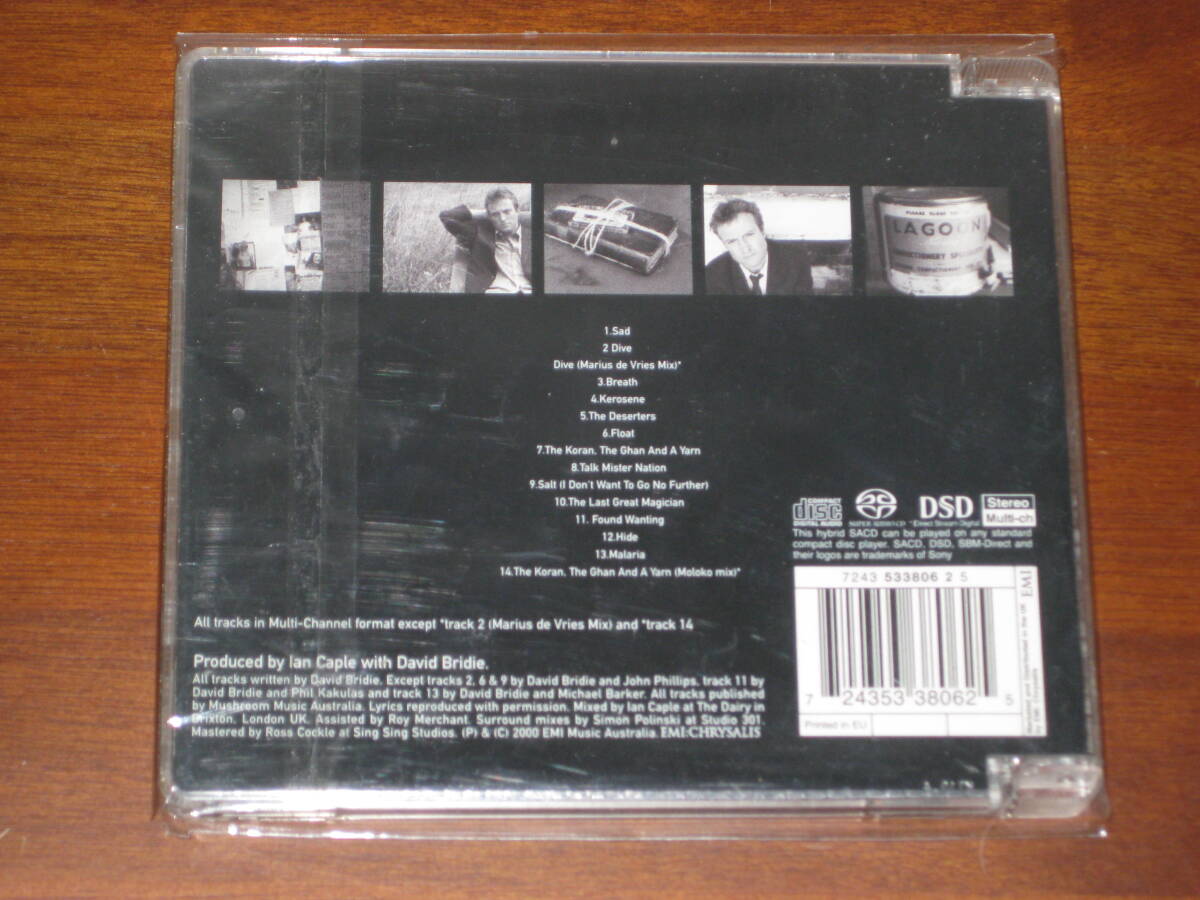 PLEASE CLOSE
LAGOON
CONFECTIONERY
1.Sad
2 Dive
Dive (Marius de Vries Mix)*
3.Breath
4.Kerosene
5.The Deserters
6.Float
7.The Koran. The Ghan And A Yarn
8.Talk Mister Nation
9.Salt (I Don't Want To Go No Further)
10.The Last Great Magician
11. Found Wanting
12.Hide
13.Malaria
14.The Koran. The Ghan And A Yarn (Moloko mix)*
All tracks in Multi-Channel format except *track 2 (Marius de Vries Mix) and *track 14
Produced by Ian Caple with David Bridie.
All tracks written by David Bridie. Except tracks 2, 6 & 9 by David Bridie and John Phillips. track 11 by
David Bridie and Phil Kakulas and track 13 by David Bridie and Michael Barker. All tracks published
by Mushroom Music Australia. Lyrics reproduced with permission. Mixed by Ian Caple at The Dairy in
Brixton. London UK. Assisted by Roy Merchant. Surround mixes by Simon Polinski at Studio 301.
Mastered by Ross Cockle at Sing Sing Studios. (P) & (C) 2000 EMI Music Australia. EMI:CHRYSALIS
COMPACT
disc
DIGITAL AUDIO
SUPER AUDIO CD
DSD
Direct Stream Digital
Stereo
Multi-ch
This hybrid SACD can be played on any standard
compact disc player. SACD, DSD, SBM-Direct and
their logos are trademarks of Sony
7243 533806 2 5
EMI
7 24353 38062 5
Printed in EU